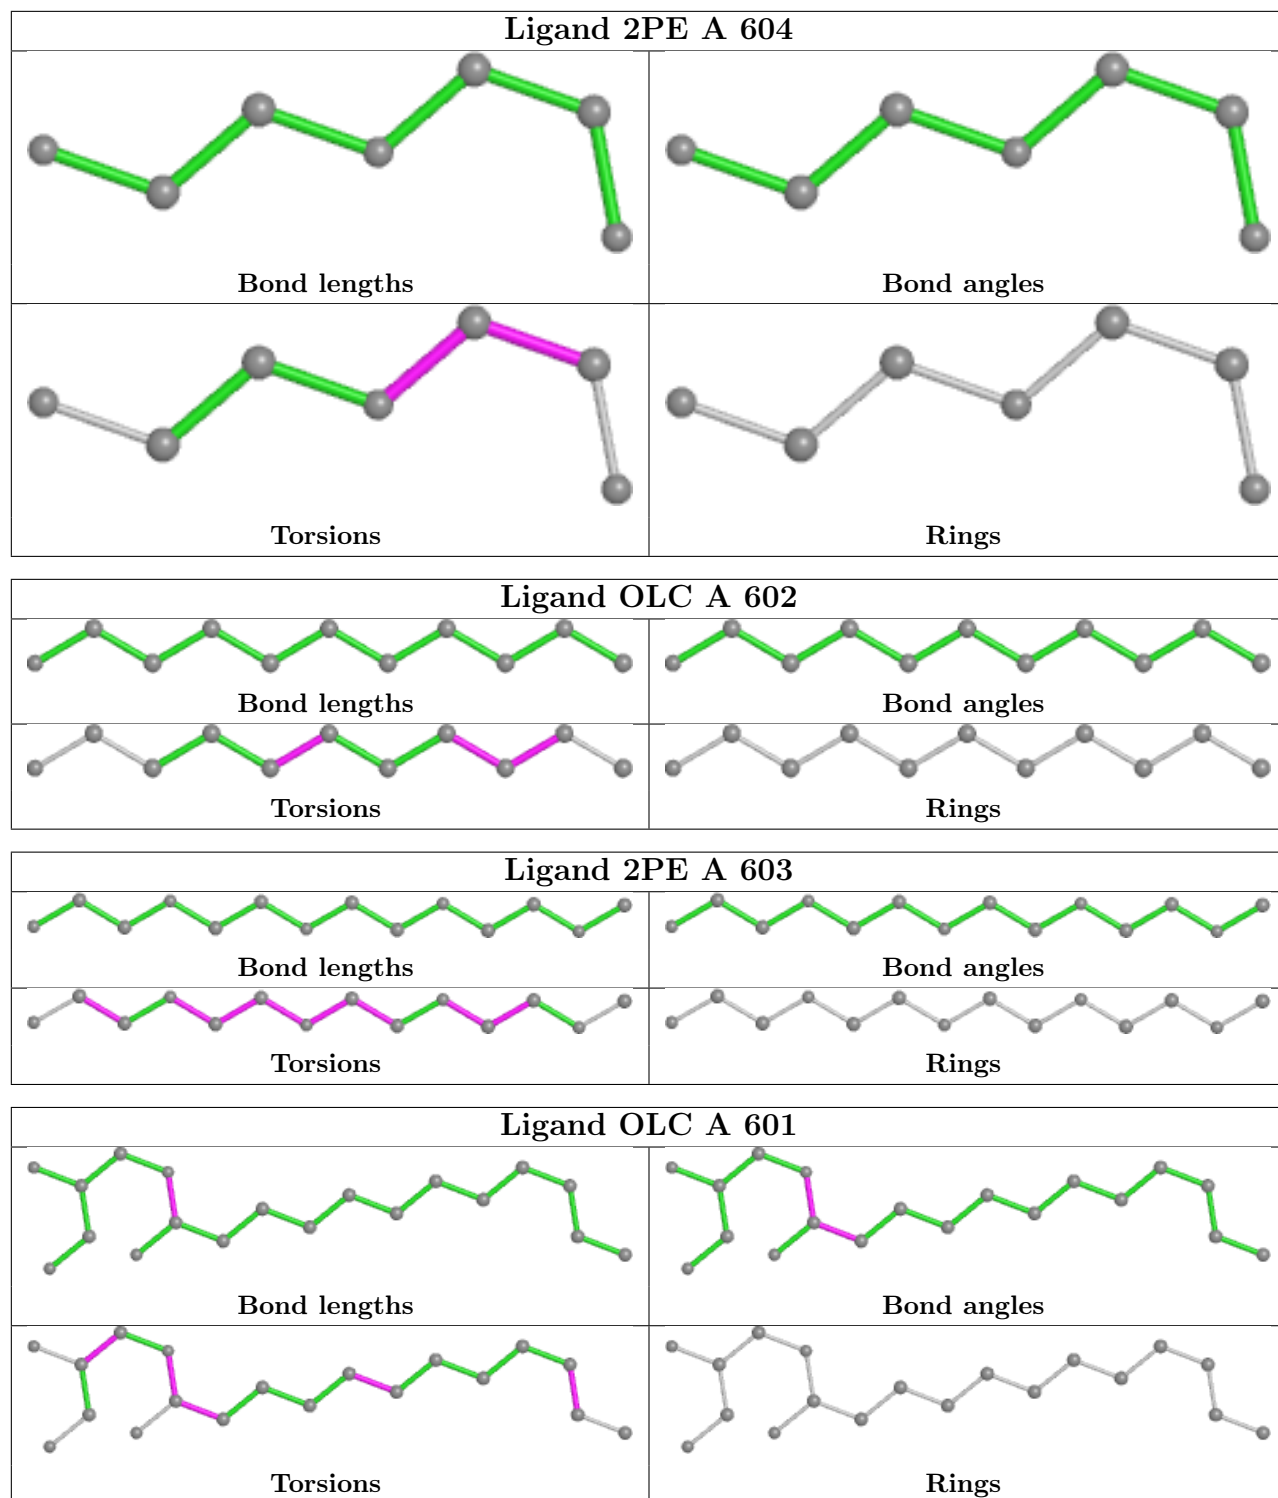 Ligand 2PE A 604
Bond lengths
Bond angles
Torsions
Rings
Ligand OLC A 602
Bond lengths
Bond angles
Torsions
Rings
Ligand 2PE A 603
Bond lengths
Bond angles
Torsions
Rings
Ligand OLC A 601
Bond lengths
Bond angles
Torsions
Rings